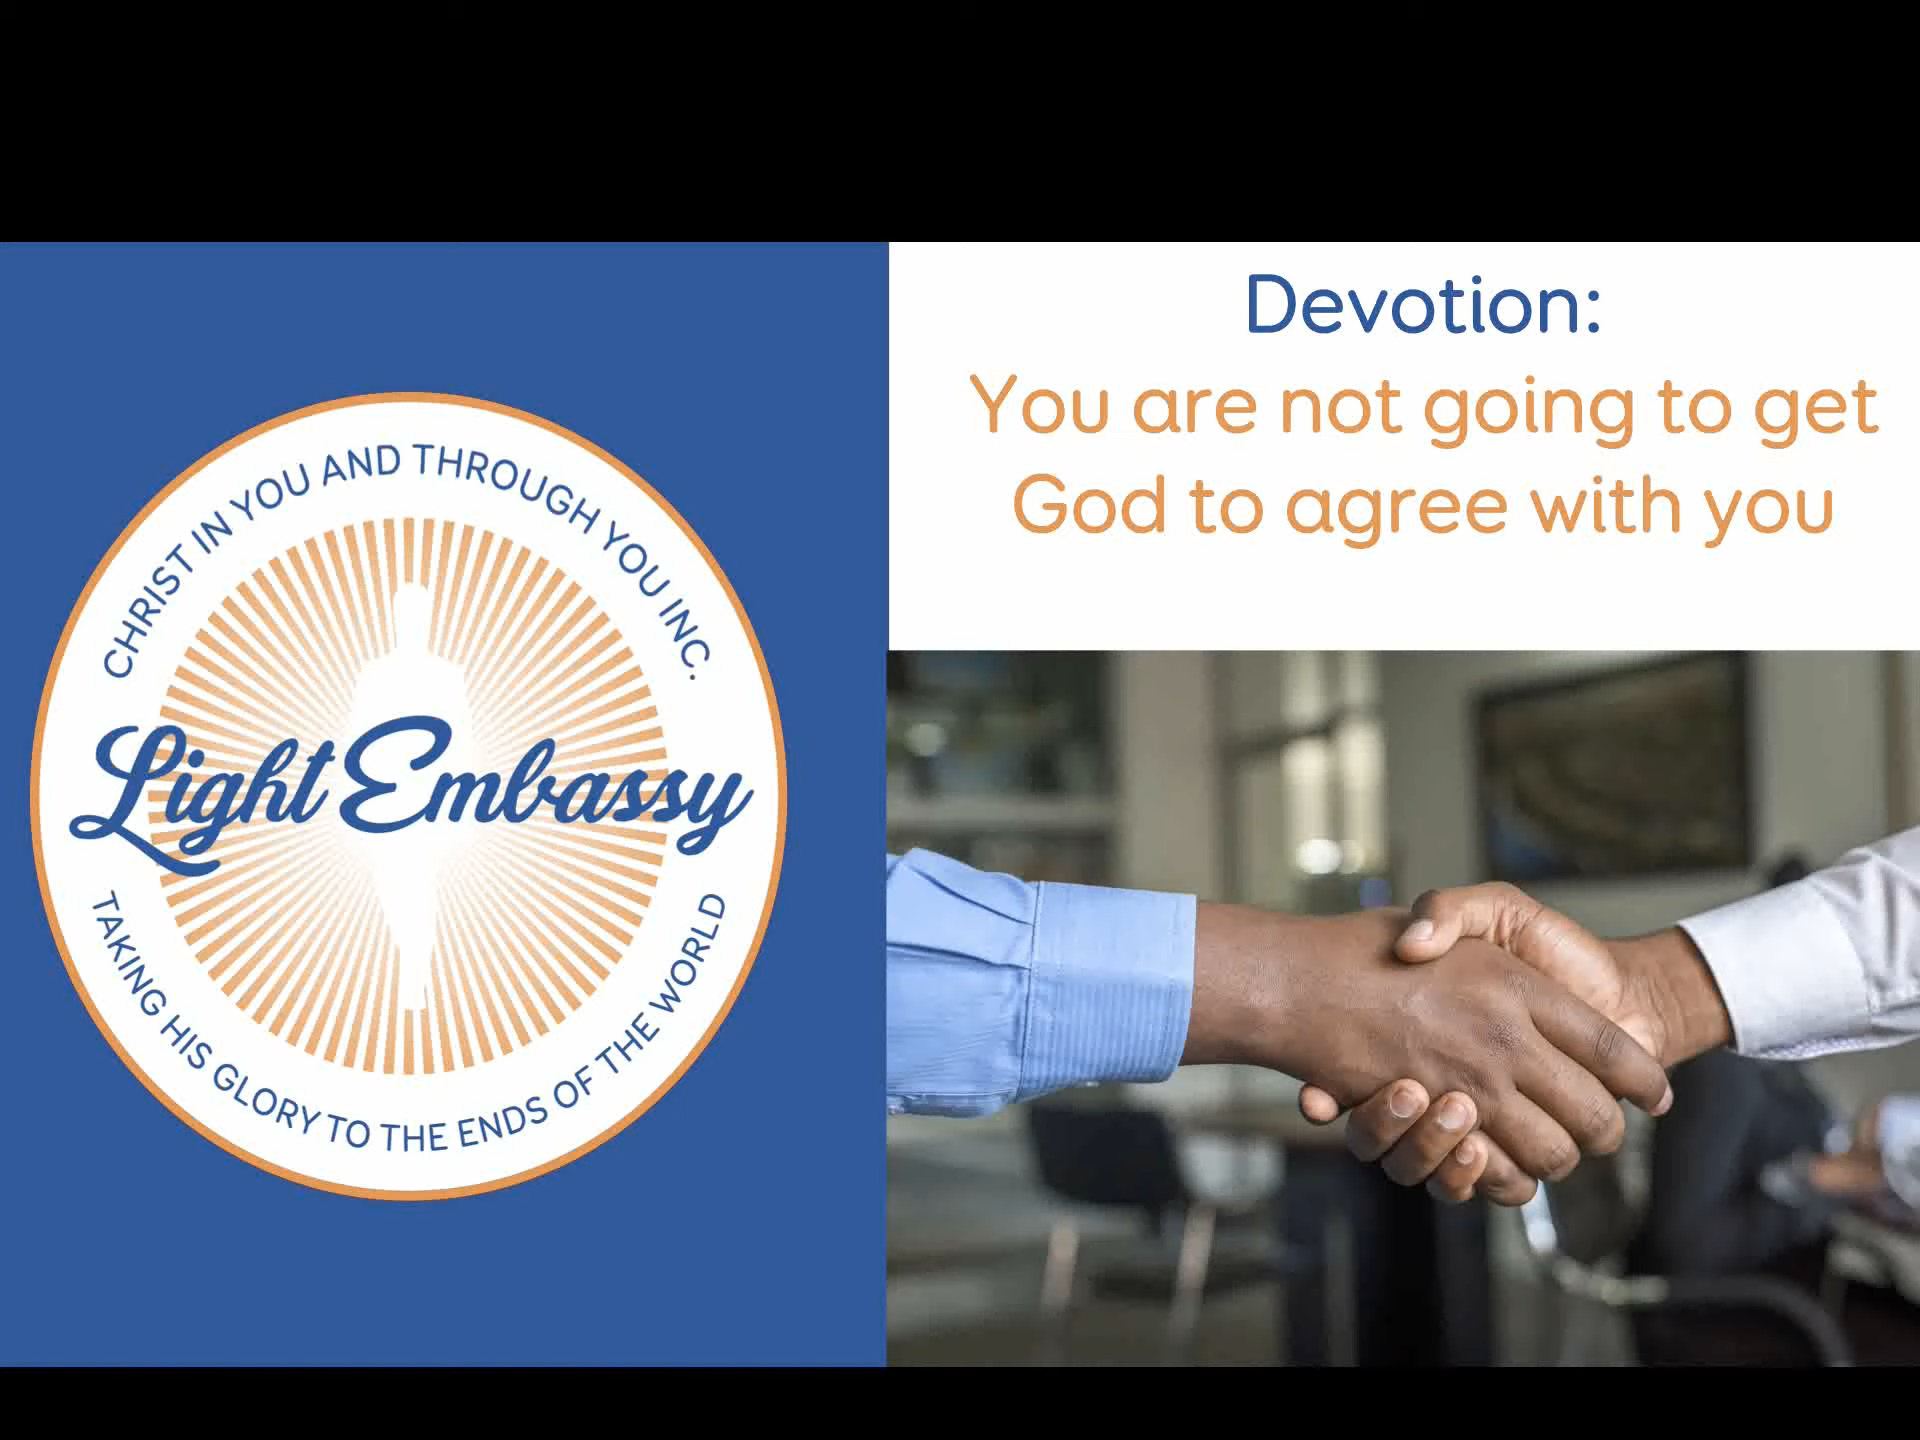 CHRIST IN YOU AND THROUGH YOU INC.
Light Embassy
TAKING HIS GLORY TO THE ENDS OF THE WORLD
Devotion:
You are not going to get
God to agree with you